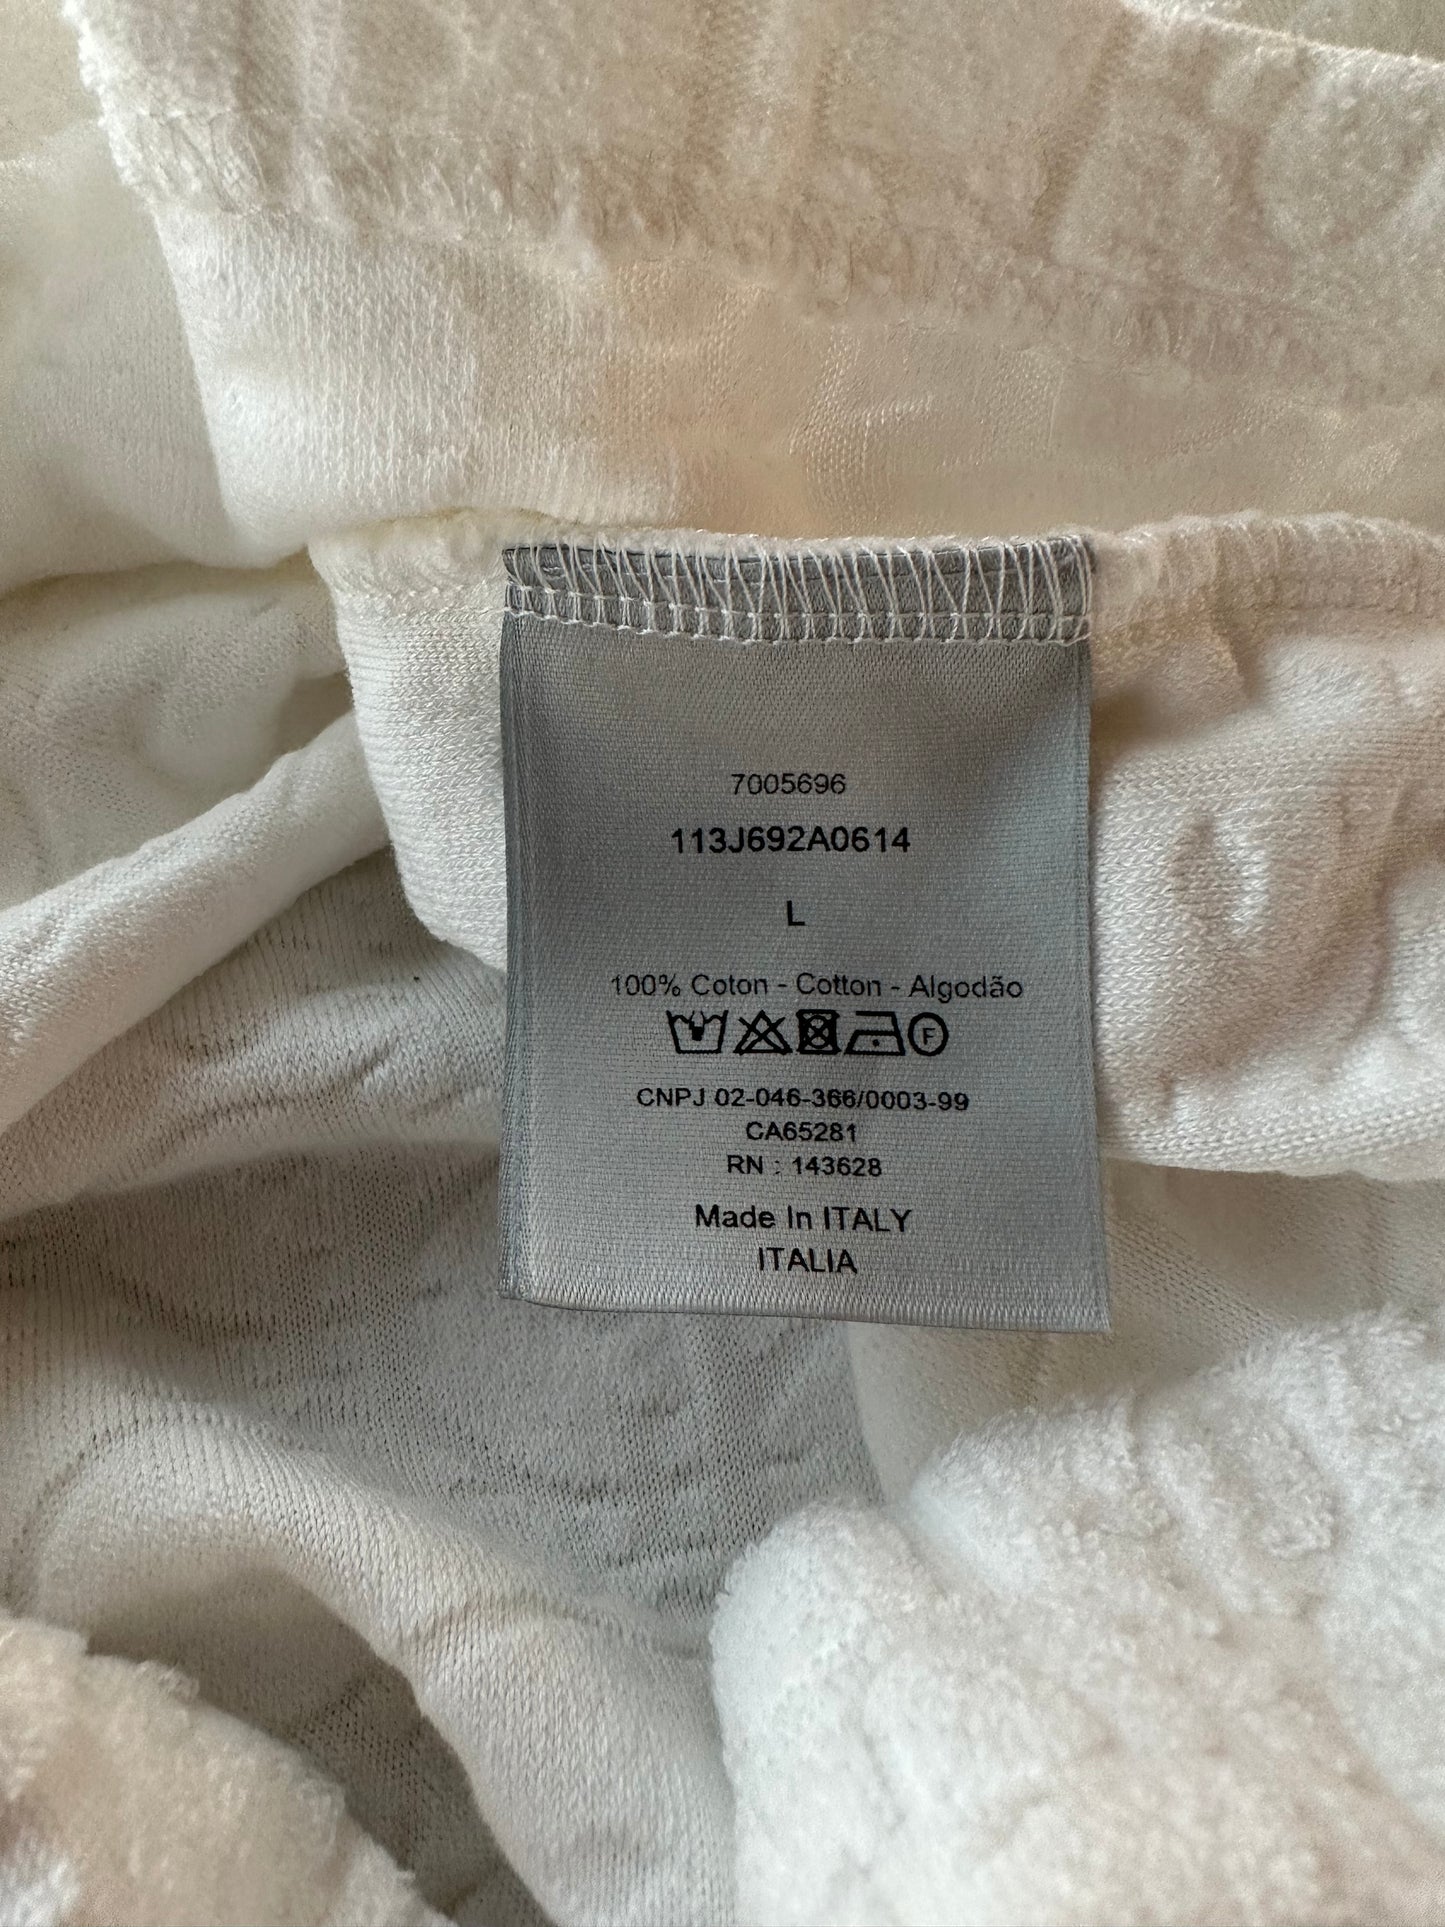 7005696
113J692A0614
L
100% Coton - Cotton - Algodão
F
CNPJ 02-046-366/0003-99
CA65281
RN : 143628
Made In ITALY
ITALIA